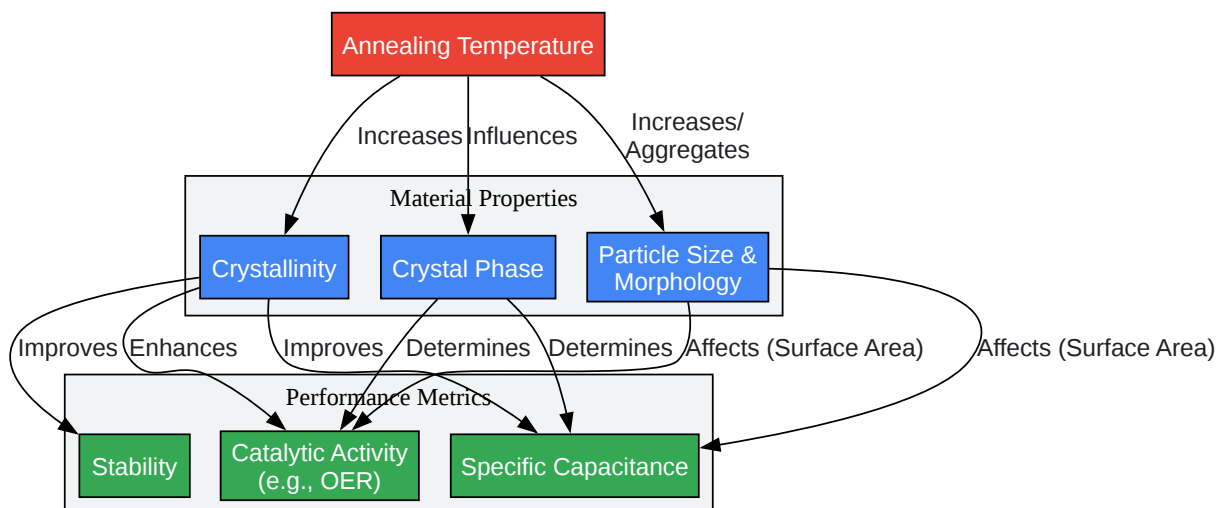 Annealing Temperature
Increases
Influences
Increases/
Aggregates
Material Properties
Crystallinity
Crystal Phase
Particle Size &
Morphology
Improves
Enhances
Improves
Determines
Determines
Affects (Surface Area)
Affects (Surface Area)
Performance Metrics
Stability
Catalytic Activity
(e.g., OER)
Specific Capacitance